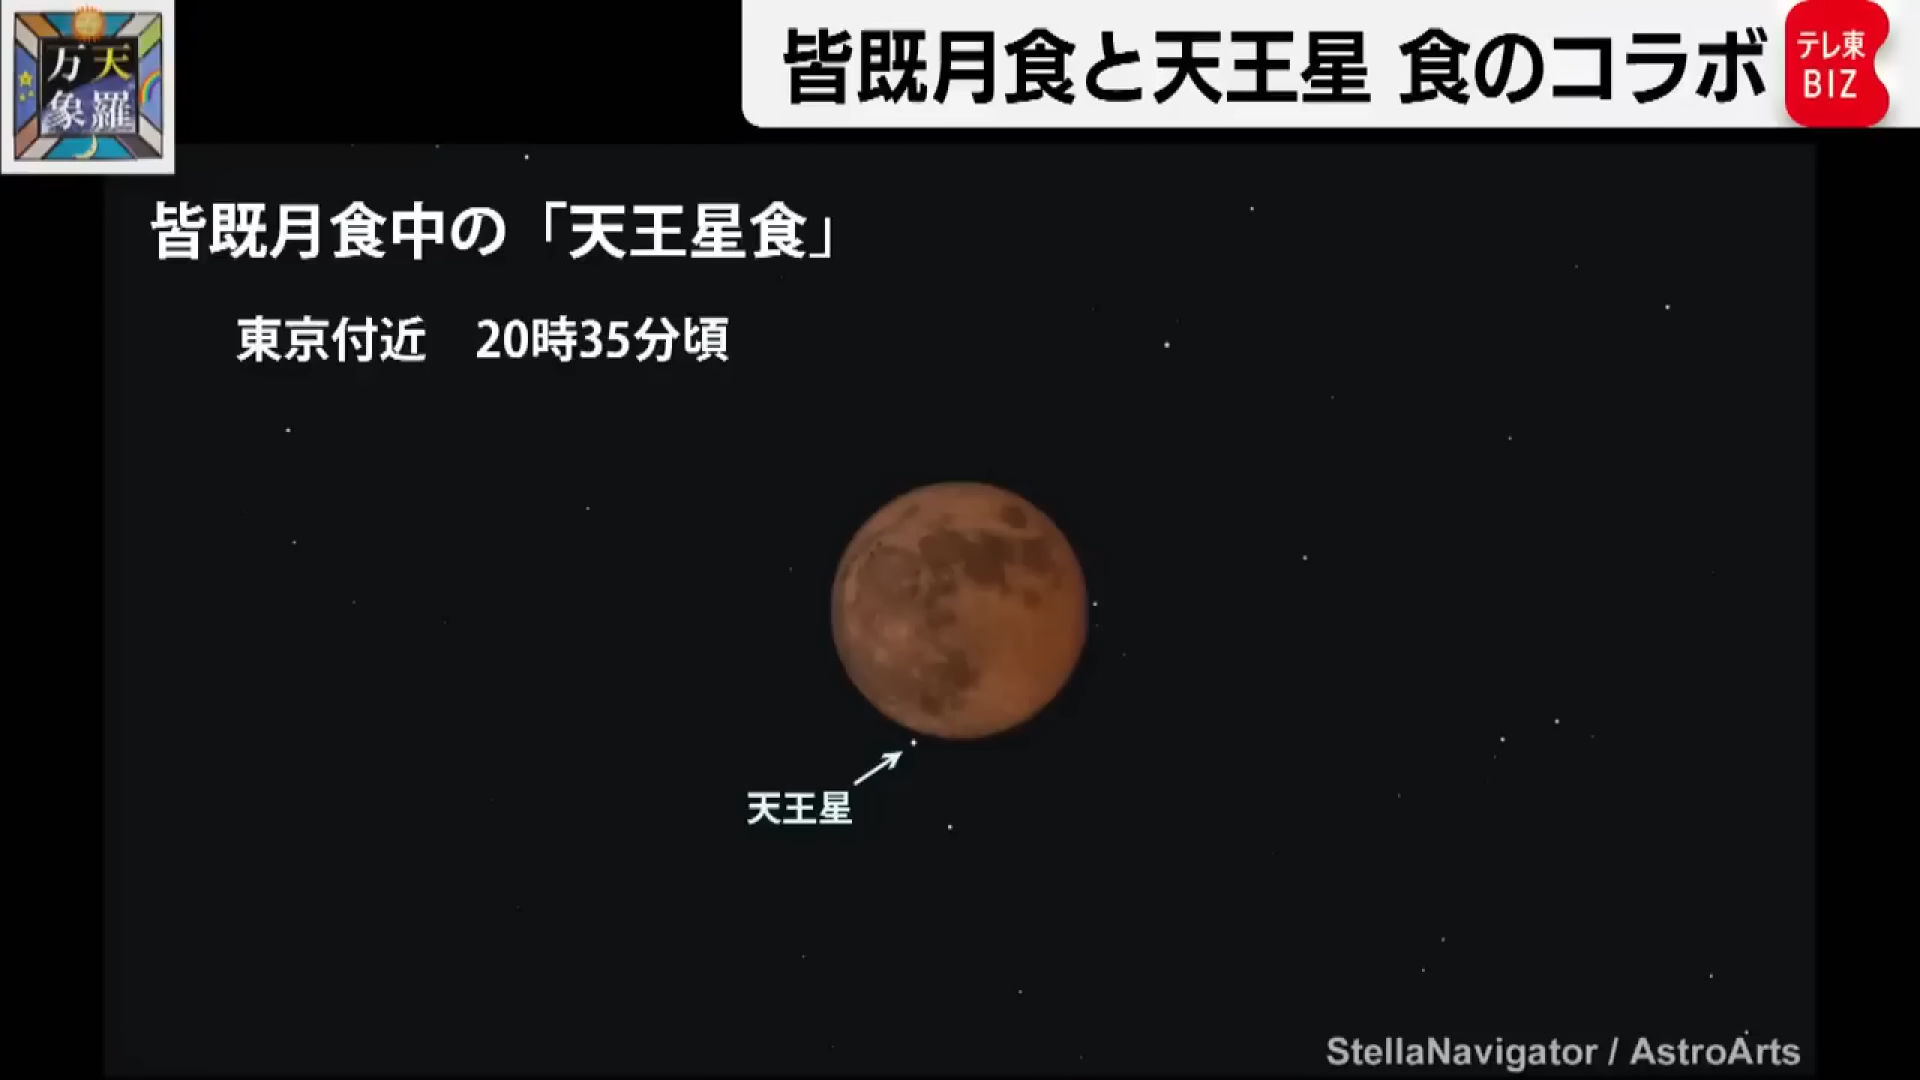 天羅
万象
皆既月食と天王星 食のコラボ
テレ東
BIZ
皆既月食中の「天王星食」
東京付近　20時35分頃
天王星
StellaNavigator / AstroArts